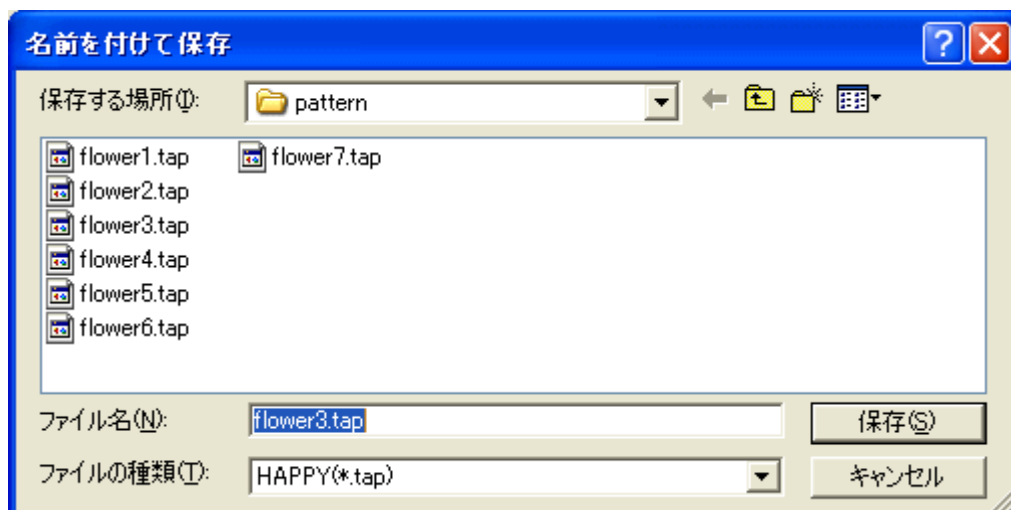 名前を付けて保存
保存する場所(I): pattern
flower1.tap flower7.tap
flower2.tap
flower3.tap
flower4.tap
flower5.tap
flower6.tap
ファイル名(N): flower3.tap 保存(S)
ファイルの種類(T): HAPPY(*.tap) キャンセル